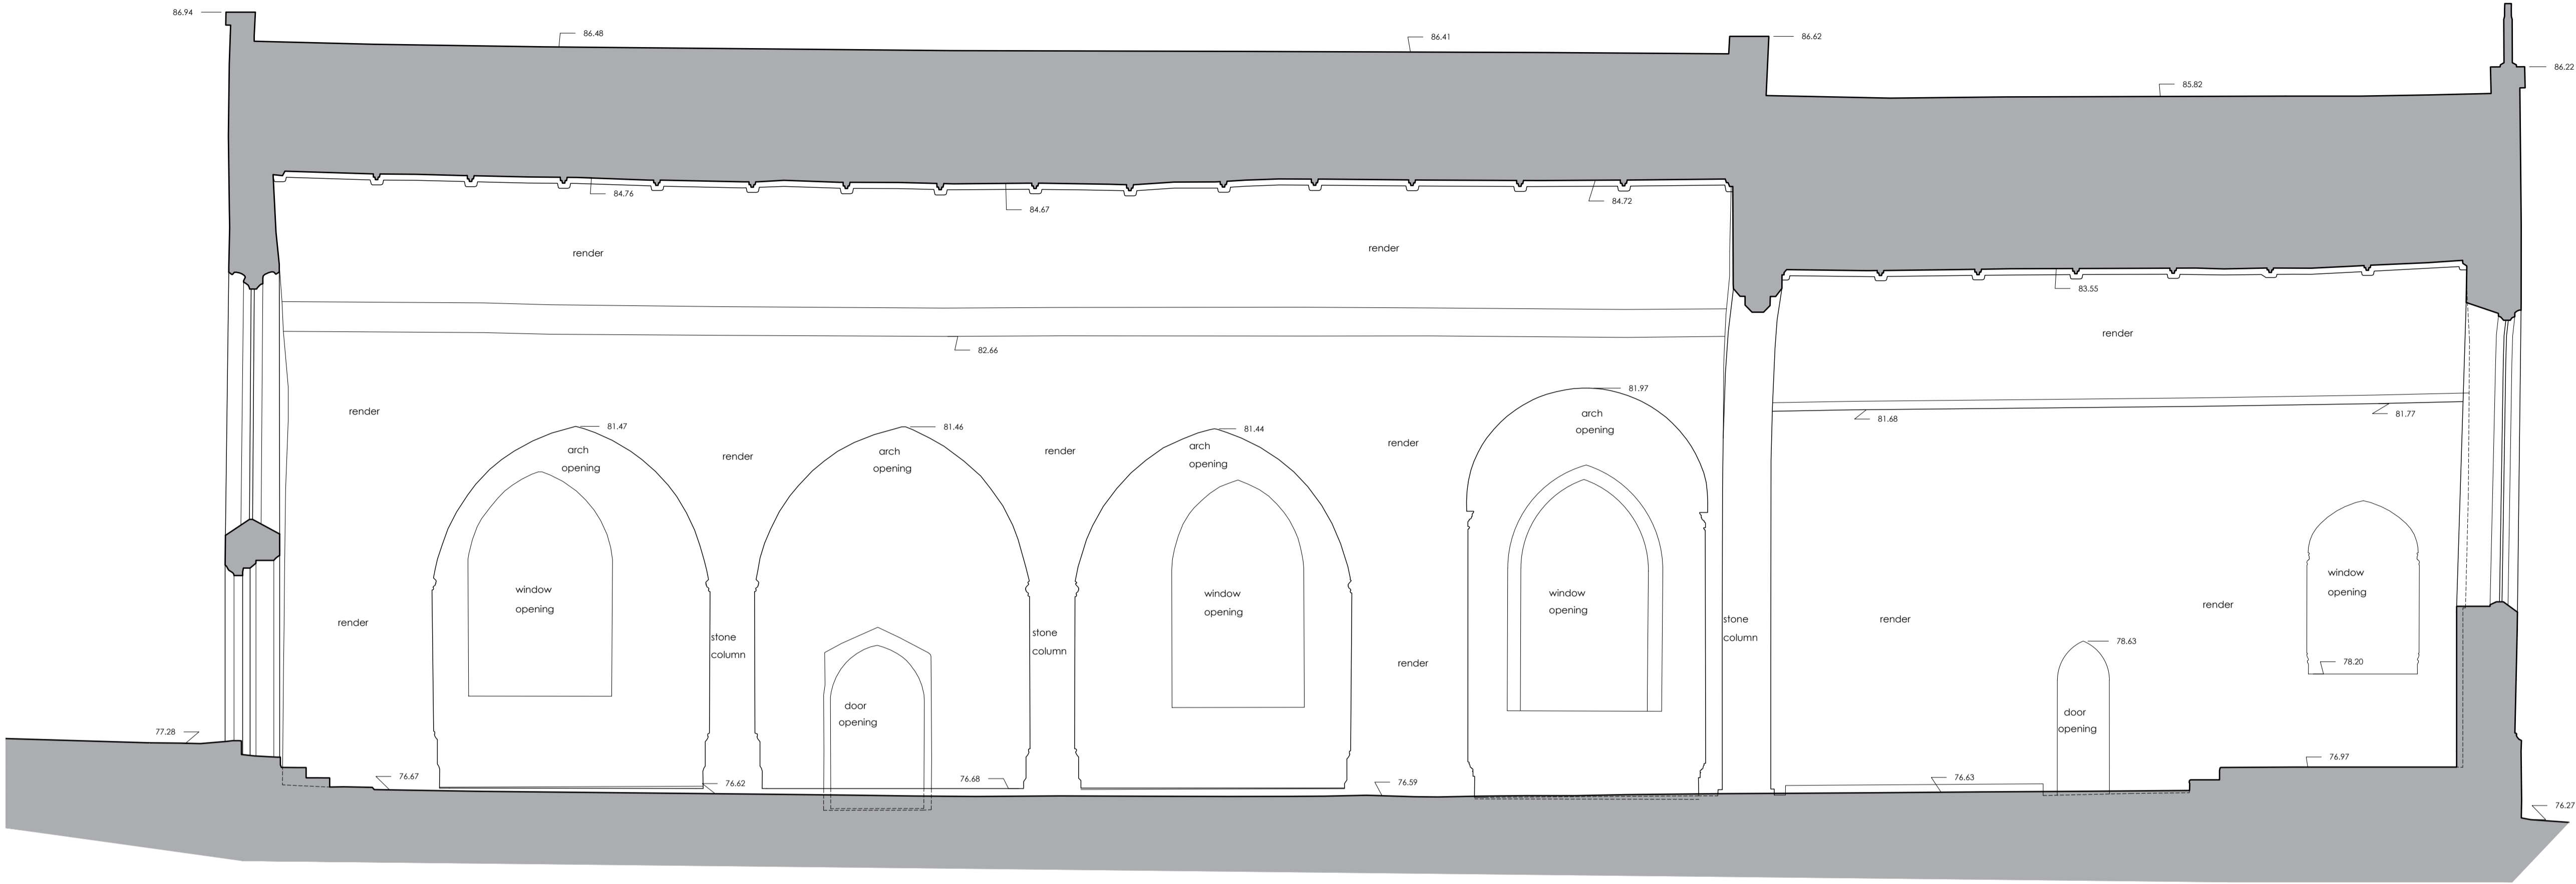 86.94
86.48
86.41
86.62
86.22
85.82
84.76
84.67
84.72
render
render
83.55
render
82.66
81.97
render
arch
opening
81.68
81.77
81.47
81.46
81.44
render
render
render
arch
opening
arch
opening
arch
opening
window
opening
window
opening
window
opening
window
opening
render
render
render
stone
column
stone
column
stone
column
78.63
render
78.20
door
opening
door
opening
77.28
76.67
76.62
76.68
76.59
76.63
76.97
76.27